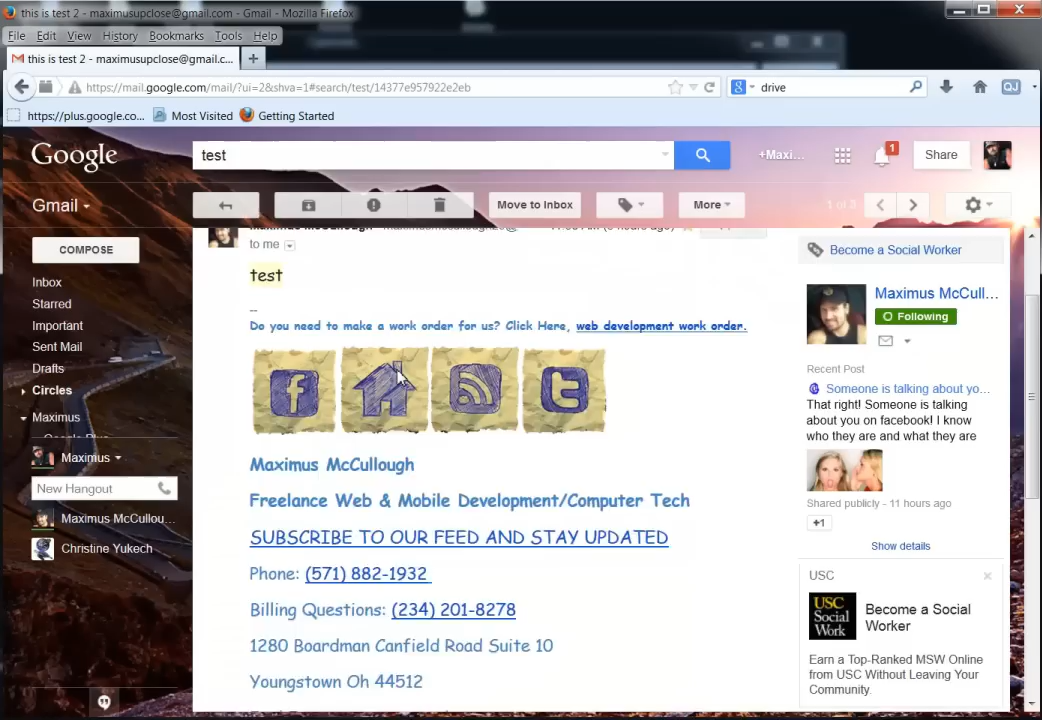 this is test 2 - maximusupclose@gmail.com - Gmail - Mozilla Firefox
File Edit View History Bookmarks Tools Help
this is test 2 - maximusupclose@gmail.c... +
https://mail.google.com/mail/?ui=2&shva=1#search/test/14377e957922e2eb
drive
https://plus.google.co... Most Visited Getting Started
Google
test
+Maxi...
1
Share
Gmail
Move to Inbox
More
1 of 3
COMPOSE
Inbox
Starred
Important
Sent Mail
Drafts
Circles
Maximus
Google Plus
Maximus
New Hangout
Maximus McCullou...
Christine Yukech
Maximus McCullough
to me
test
--
Do you need to make a work order for us? Click Here, web development work order.
Maximus McCullough
Freelance Web & Mobile Development/Computer Tech
SUBSCRIBE TO OUR FEED AND STAY UPDATED
Phone: (571) 882-1932
Billing Questions: (234) 201-8278
1280 Boardman Canfield Road Suite 10
Youngstown Oh 44512
Become a Social Worker
Maximus McCull...
Following
Recent Post
Someone is talking about yo...
That right! Someone is talking
about you on facebook! I know
who they are and what they are
Shared publicly - 11 hours ago
+1
Show details
USC
USC
Social
Work
Become a Social
Worker
Earn a Top-Ranked MSW Online
from USC Without Leaving Your
Community.